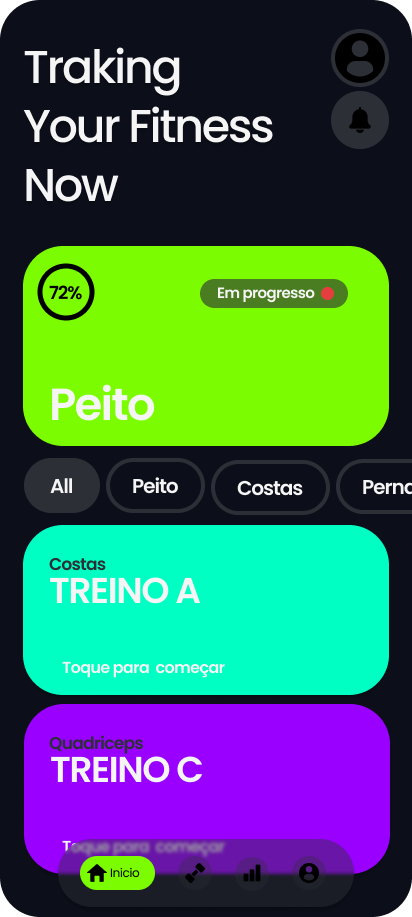 Traking
Your Fitness
Now
72%
Em progresso
Peito
All
Peito
Costas
Perna
Costas
TREINO A
Toque para começar
Quadriceps
TREINO C
Toque para começar
Inicio